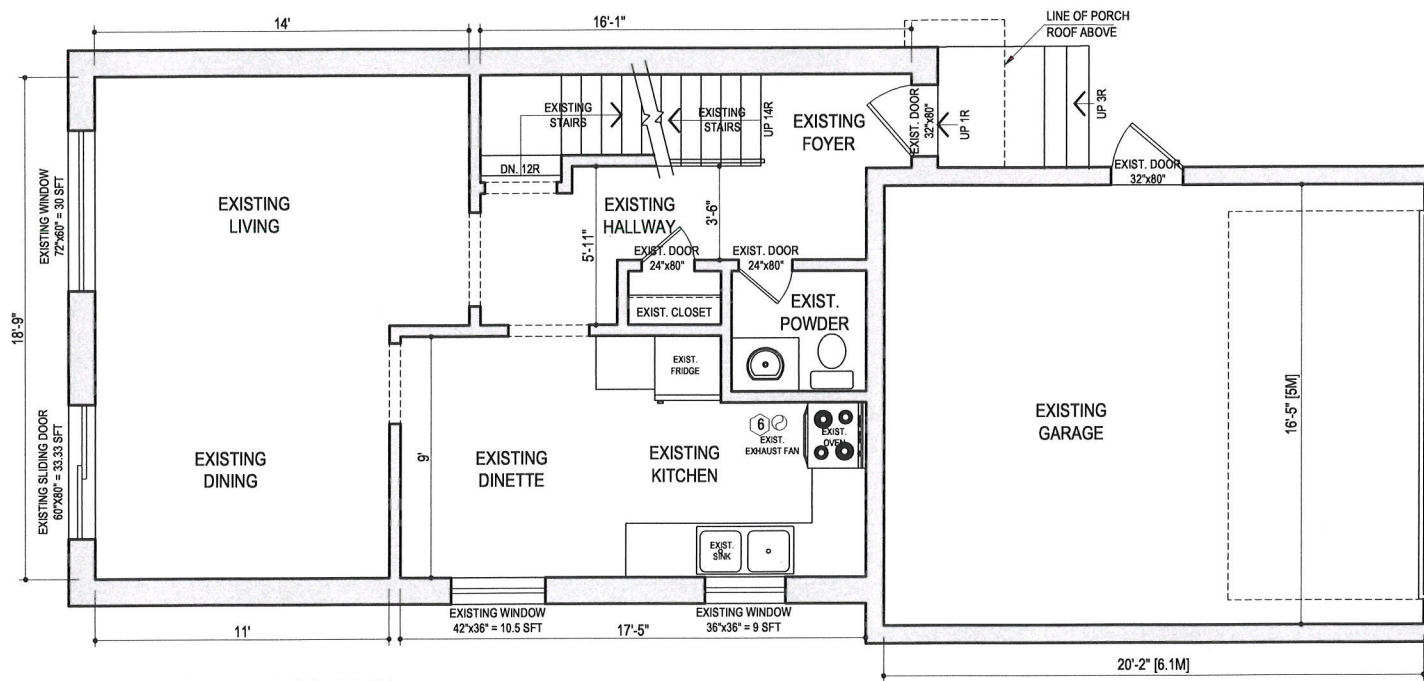 14'
16'-1"
LINE OF PORCH
ROOF ABOVE
EXISTING
STAIRS
EXISTING
STAIRS
UP 14R
EXISTING
FOYER
EXIST. DOOR
32"x80"
UP 1R
UP 3R
EXIST. DOOR
32"x80"
DN. 12R
EXISTING WINDOW
72"x60" = 30 SFT
EXISTING
LIVING
EXISTING
HALLWAY
3'-6"
5'-11"
EXIST. DOOR
24"x80"
EXIST. DOOR
24"x80"
EXIST. CLOSET
EXIST.
POWDER
18'-9"
EXIST.
FRIDGE
EXISTING
GARAGE
16'-5" [5M]
6
EXIST.
EXHAUST FAN
EXIST.
OVEN
EXISTING SLIDING DOOR
60"X80" = 33.33 SFT
EXISTING
DINING
9'
EXISTING
DINETTE
EXISTING
KITCHEN
EXIST.
SINK
EXISTING WINDOW
42"x36" = 10.5 SFT
EXISTING WINDOW
36"x36" = 9 SFT
11'
17'-5"
20'-2" [6.1M]